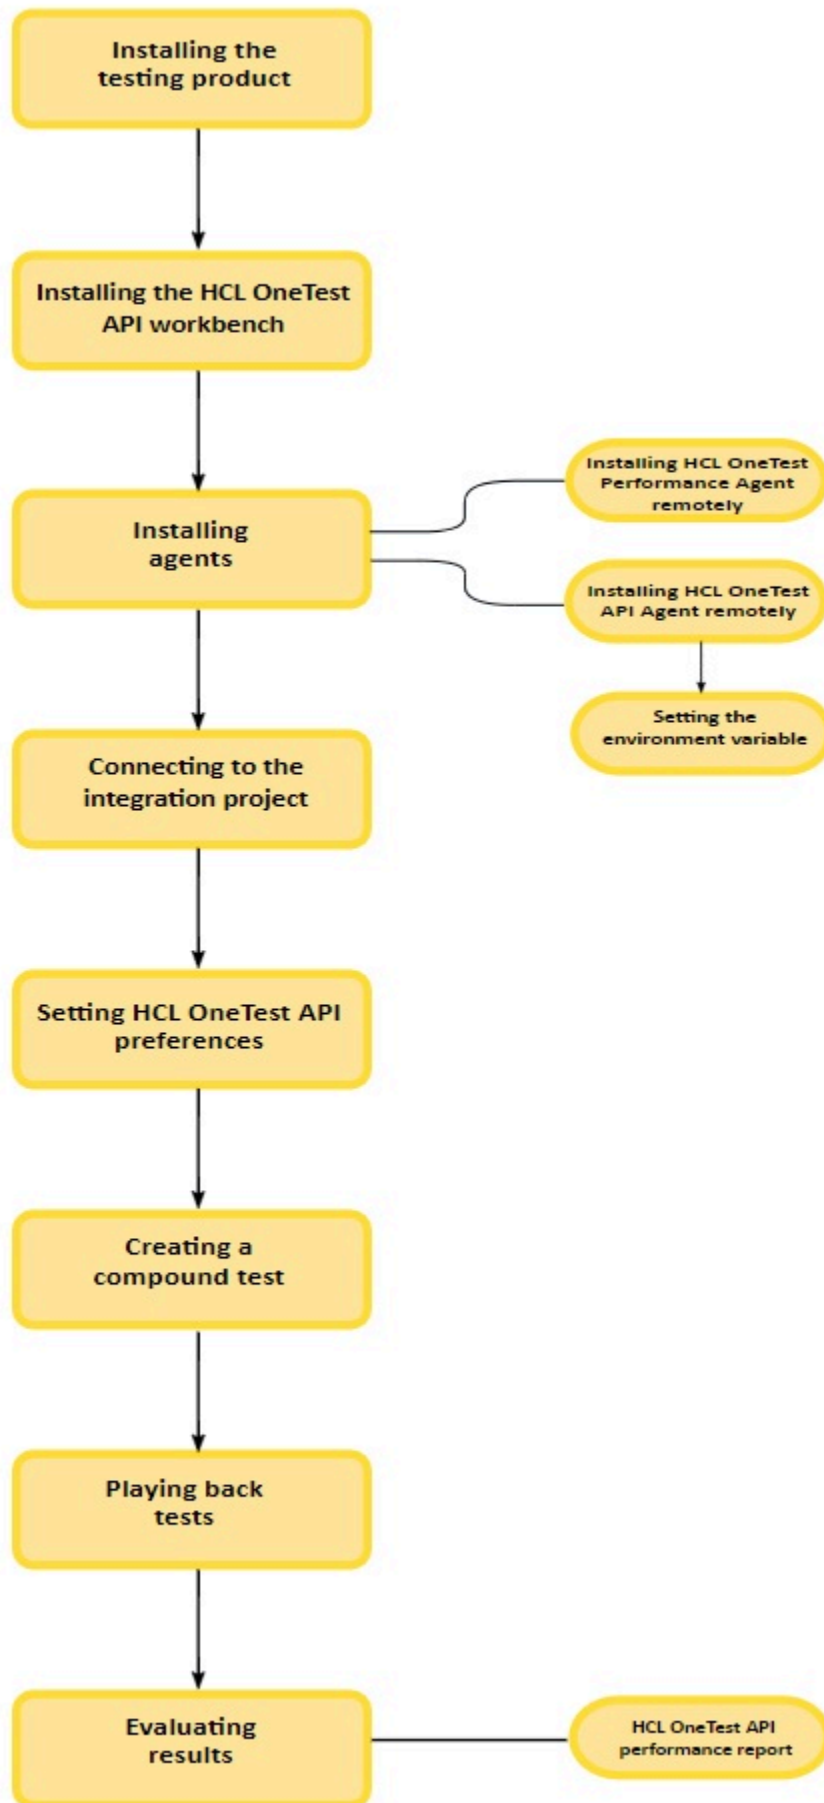 Installing the
testing product
Installing the HCL OneTest
API workbench
Installing
agents
Installing HCL OneTest
Performance Agent
remotely
Installing HCL OneTest
API Agent remotely
Setting the
environment variable
Connecting to the
integration project
Setting HCL OneTest API
preferences
Creating a
compound test
Playing back
tests
Evaluating
results
HCL OneTest API
performance report